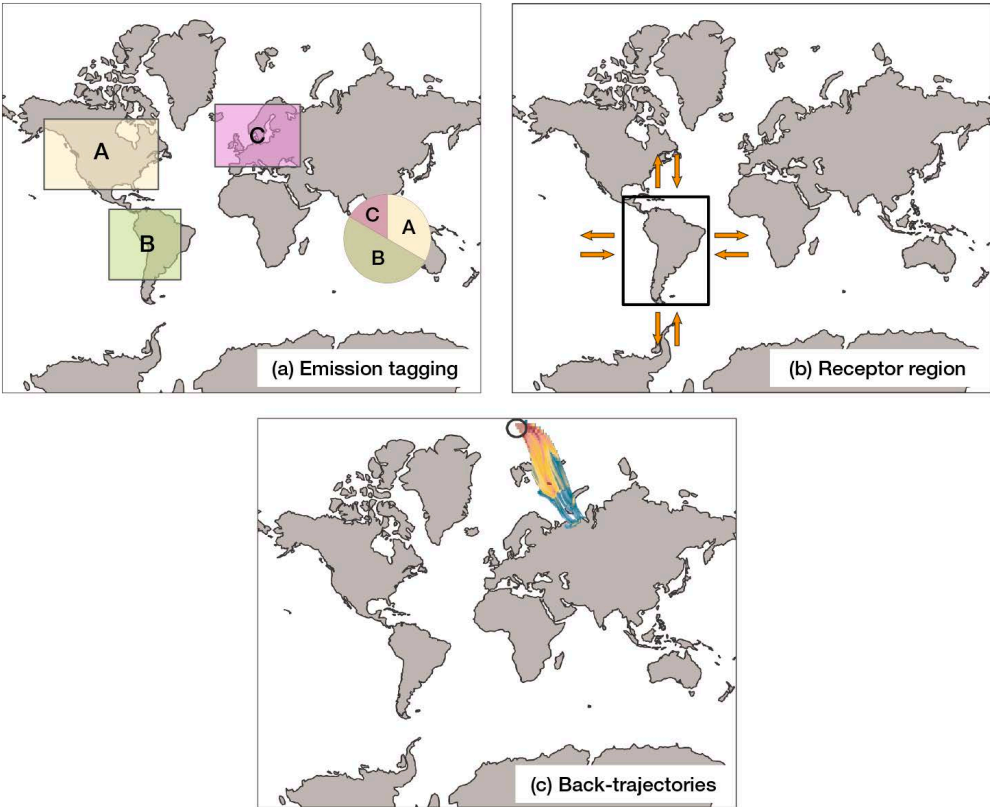 A
C
B
C
A
B
(a) Emission tagging
(b) Receptor region
(c) Back-trajectories